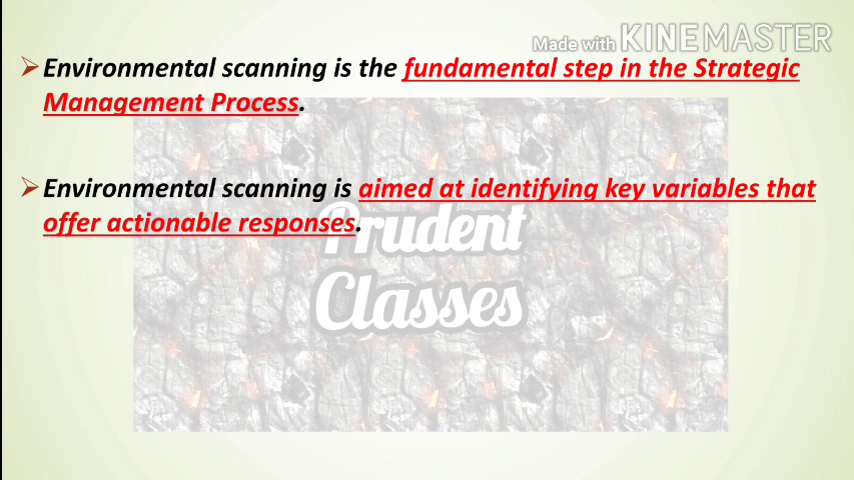 Made with KINEMASTER
Environmental scanning is the fundamental step in the Strategic
Management Process.
Environmental scanning is aimed at identifying key variables that
offer actionable responses.
Prudent
Classes